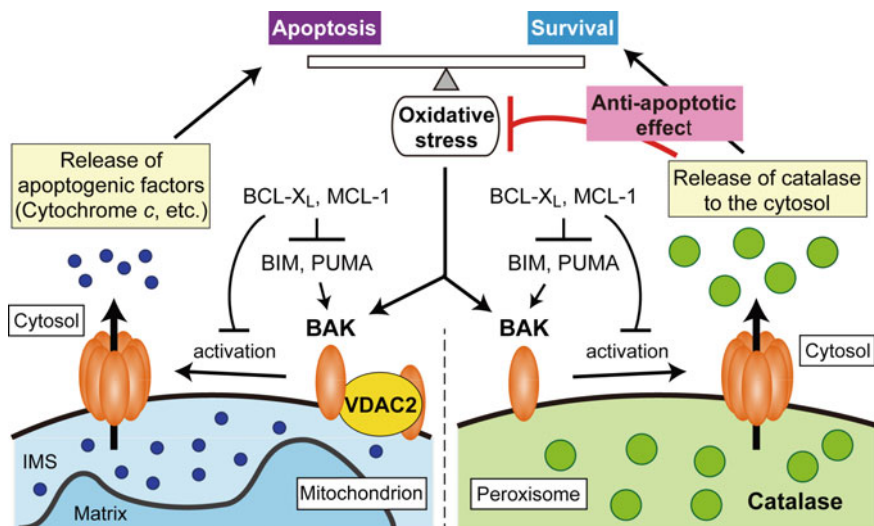 Apoptosis
Survival
Oxidative
stress
Anti-apoptotic
effect
Release of
apoptogenic factors
(Cytochrome c, etc.)
BCL-XL, MCL-1
BIM, PUMA
BAK
activation
Cytosol
VDAC2
IMS
Matrix
Mitochondrion
BCL-XL, MCL-1
BIM, PUMA
BAK
activation
Release of catalase
to the cytosol
Cytosol
Peroxisome
Catalase